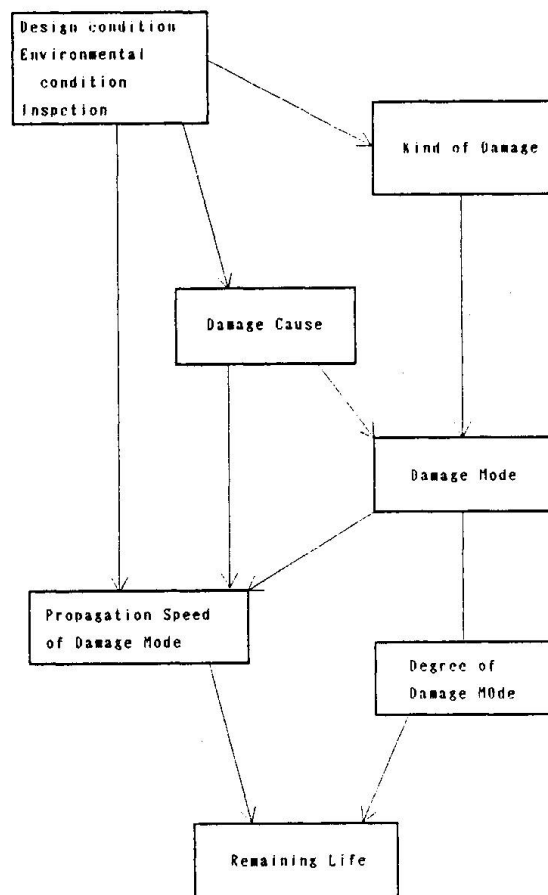 Design condition
Environmental
condition
Inspction
Kind of Damage
Damage Cause
Damage Mode
Propagation Speed
of Damage Mode
Degree of
Damage M0de
Remaining Life